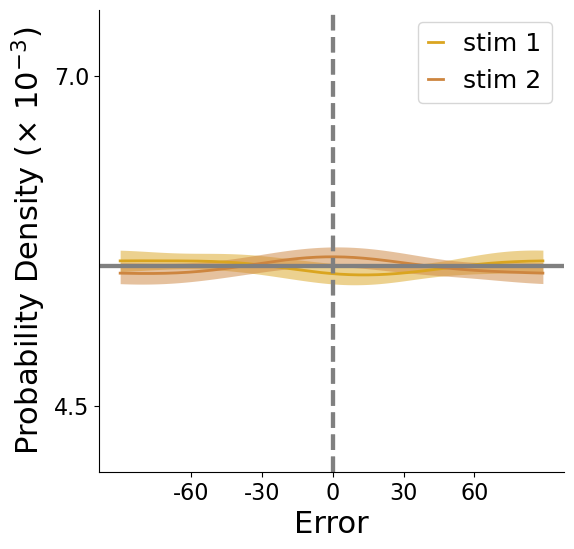 Probability Density (× 10⁻³)
7.0
4.5
stim 1
stim 2
-60 -30 0 30 60
Error